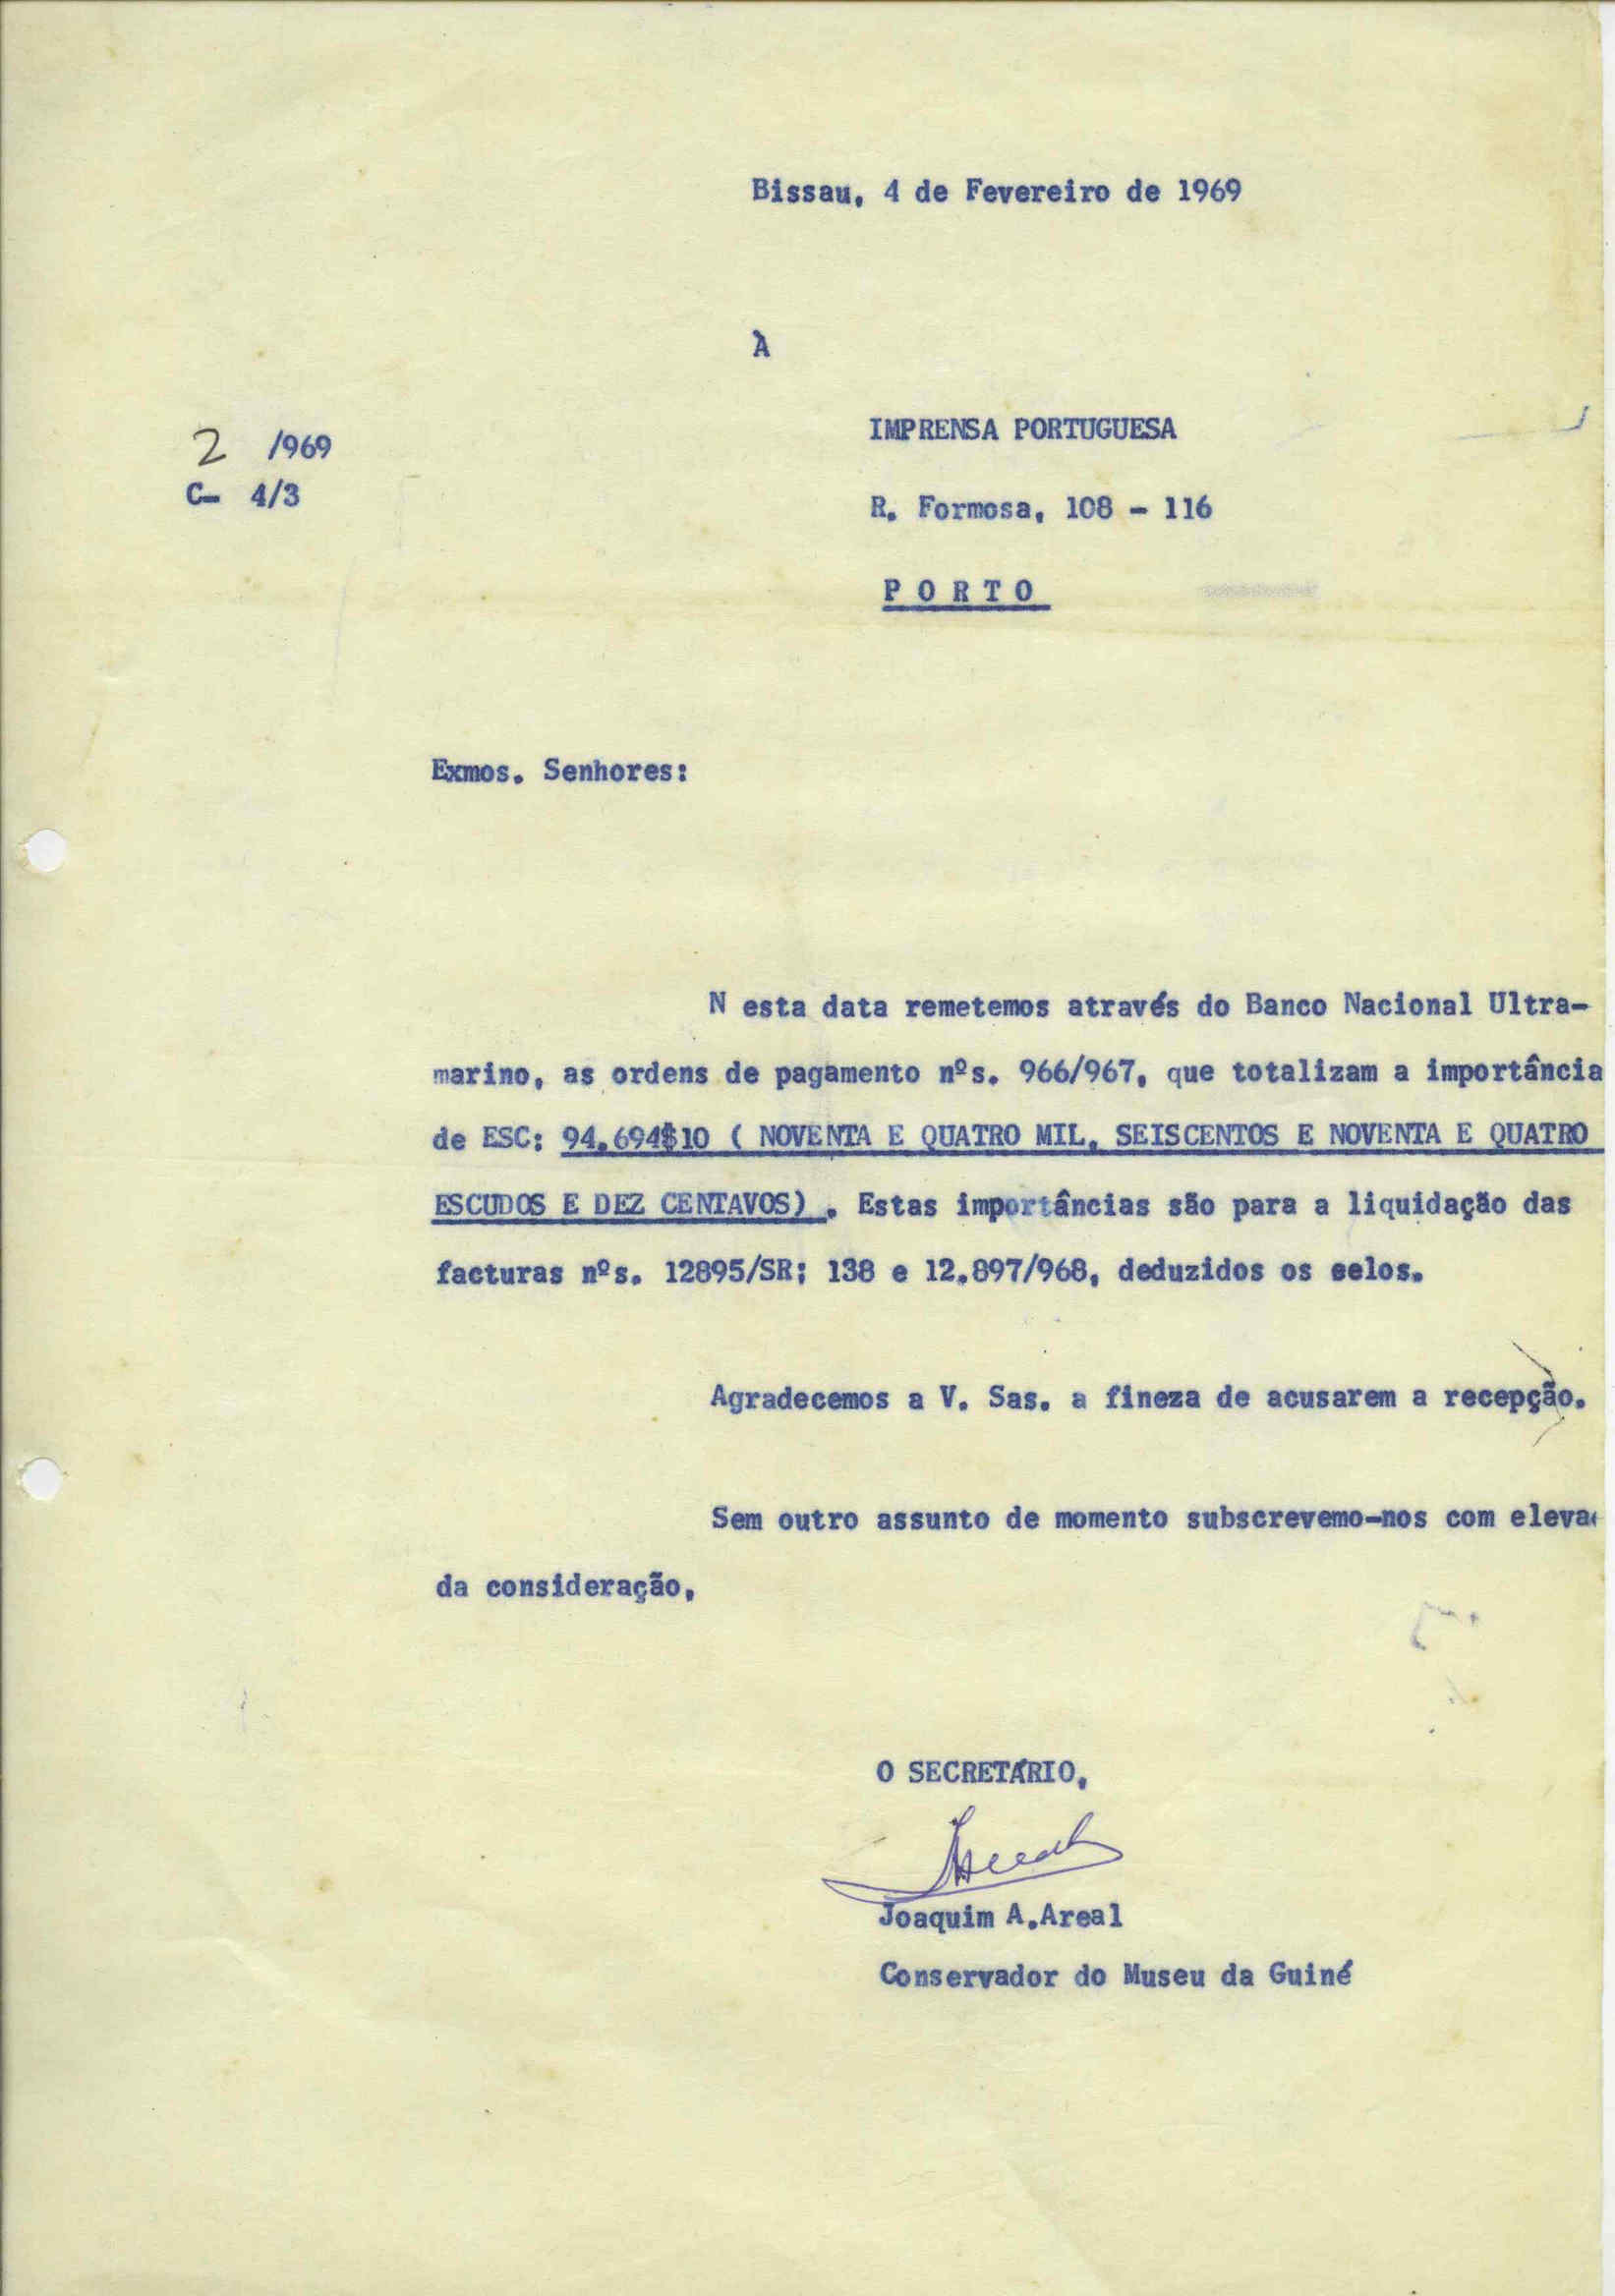 Bissau, 4 de Fevereiro de 1969
À
IMPRENSA PORTUGUESA
2 /969
C- 4/3
R. Formosa, 108 - 116
P O R T O
Exmos. Senhores:
N esta data remetemos através do Banco Nacional Ultra-
marino, as ordens de pagamento nºs. 966/967, que totalizam a importância
de ESC: 94.694$10 ( NOVENTA E QUATRO MIL, SEISCENTOS E NOVENTA E QUATRO
ESCUDOS E DEZ CENTAVOS) . Estas importâncias são para a liquidação das
facturas nºs. 12895/SR; 138 e 12.897/968, deduzidos os selos.
Agradecemos a V. Sas. a fineza de acusarem a recepção.
Sem outro assunto de momento subscrevemo-nos com eleva-
da consideração,
O SECRETÁRIO,
Joaquim A.Areal
Conservador do Museu da Guiné